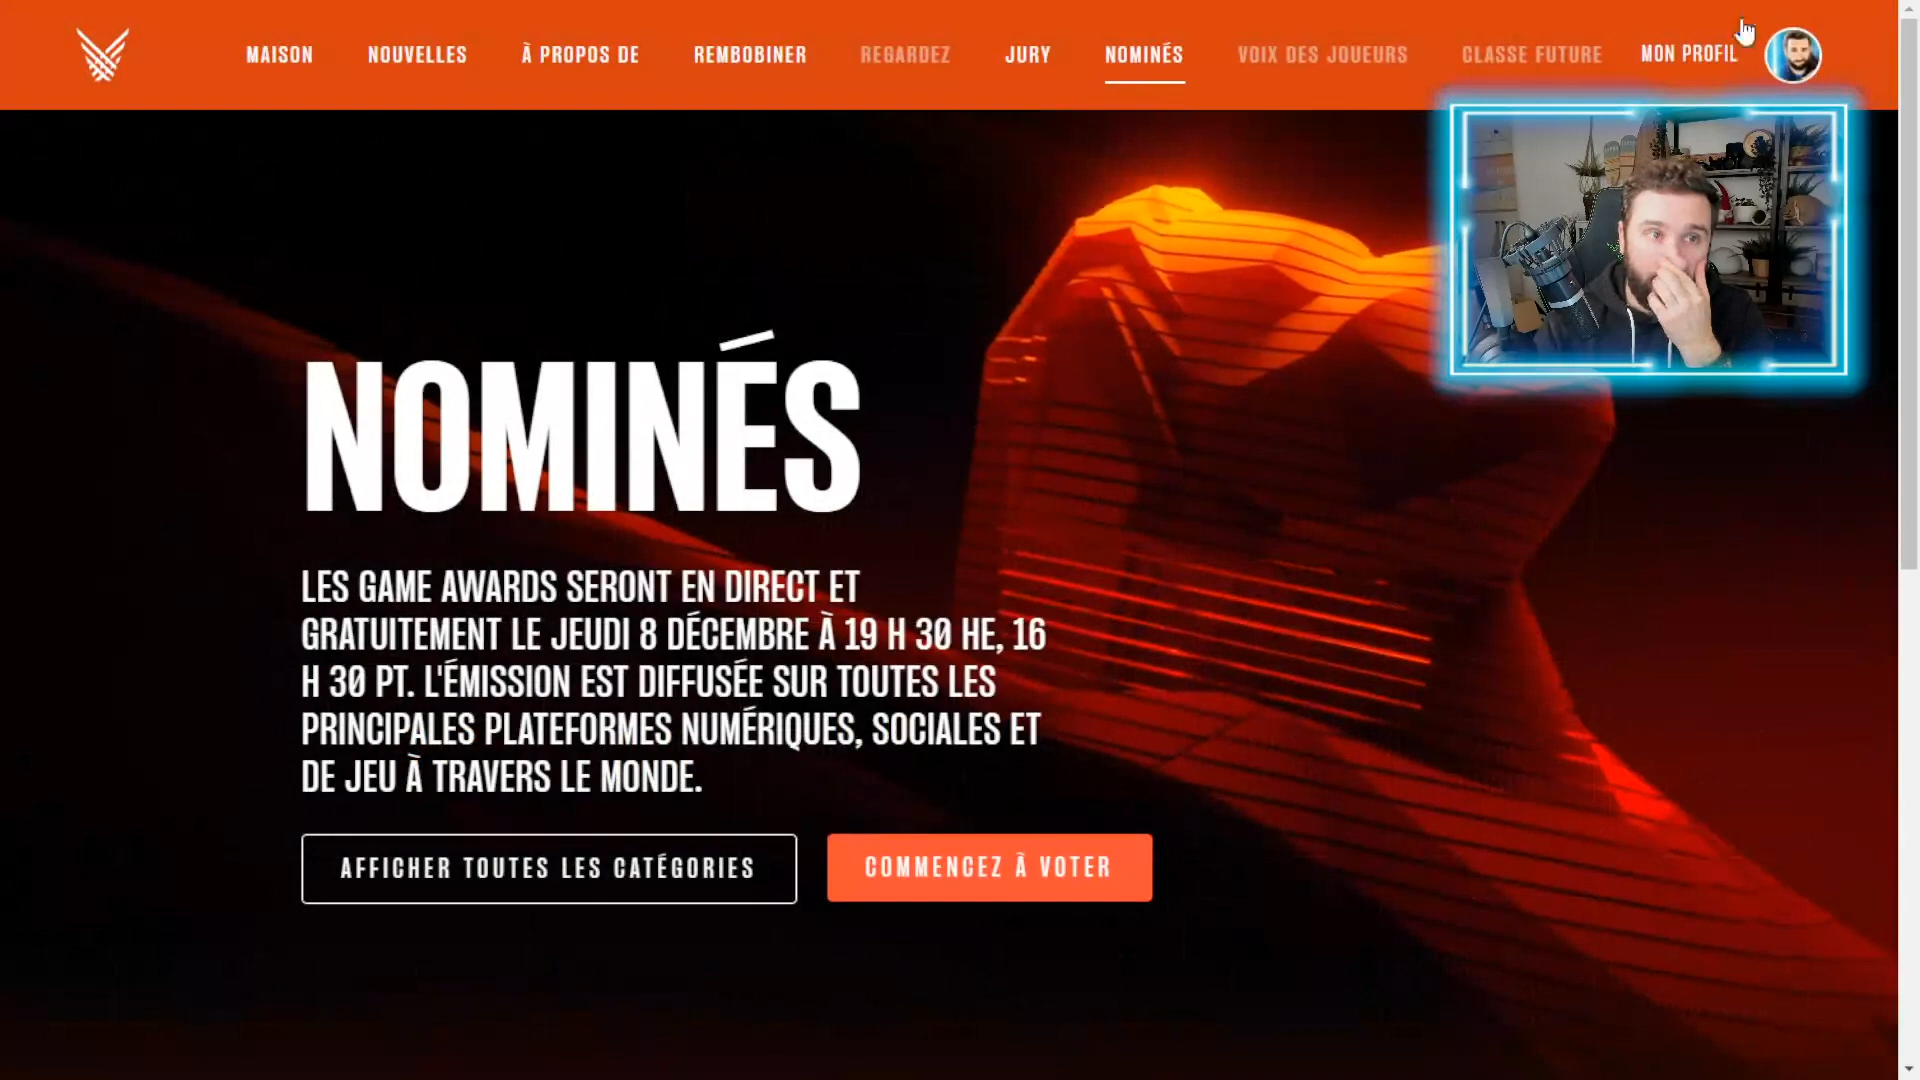 MAISON NOUVELLES À PROPOS DE REMBOBINER REGARDEZ JURY NOMINÉS VOIX DES JOUEURS CLASSE FUTURE MON PROFIL
NOMINÉS
LES GAME AWARDS SERONT EN DIRECT ET
GRATUITEMENT LE JEUDI 8 DÉCEMBRE À 19 H 30 HE, 16
H 30 PT. L'ÉMISSION EST DIFFUSÉE SUR TOUTES LES
PRINCIPALES PLATEFORMES NUMÉRIQUES, SOCIALES ET
DE JEU À TRAVERS LE MONDE.
AFFICHER TOUTES LES CATÉGORIES COMMENCEZ À VOTER